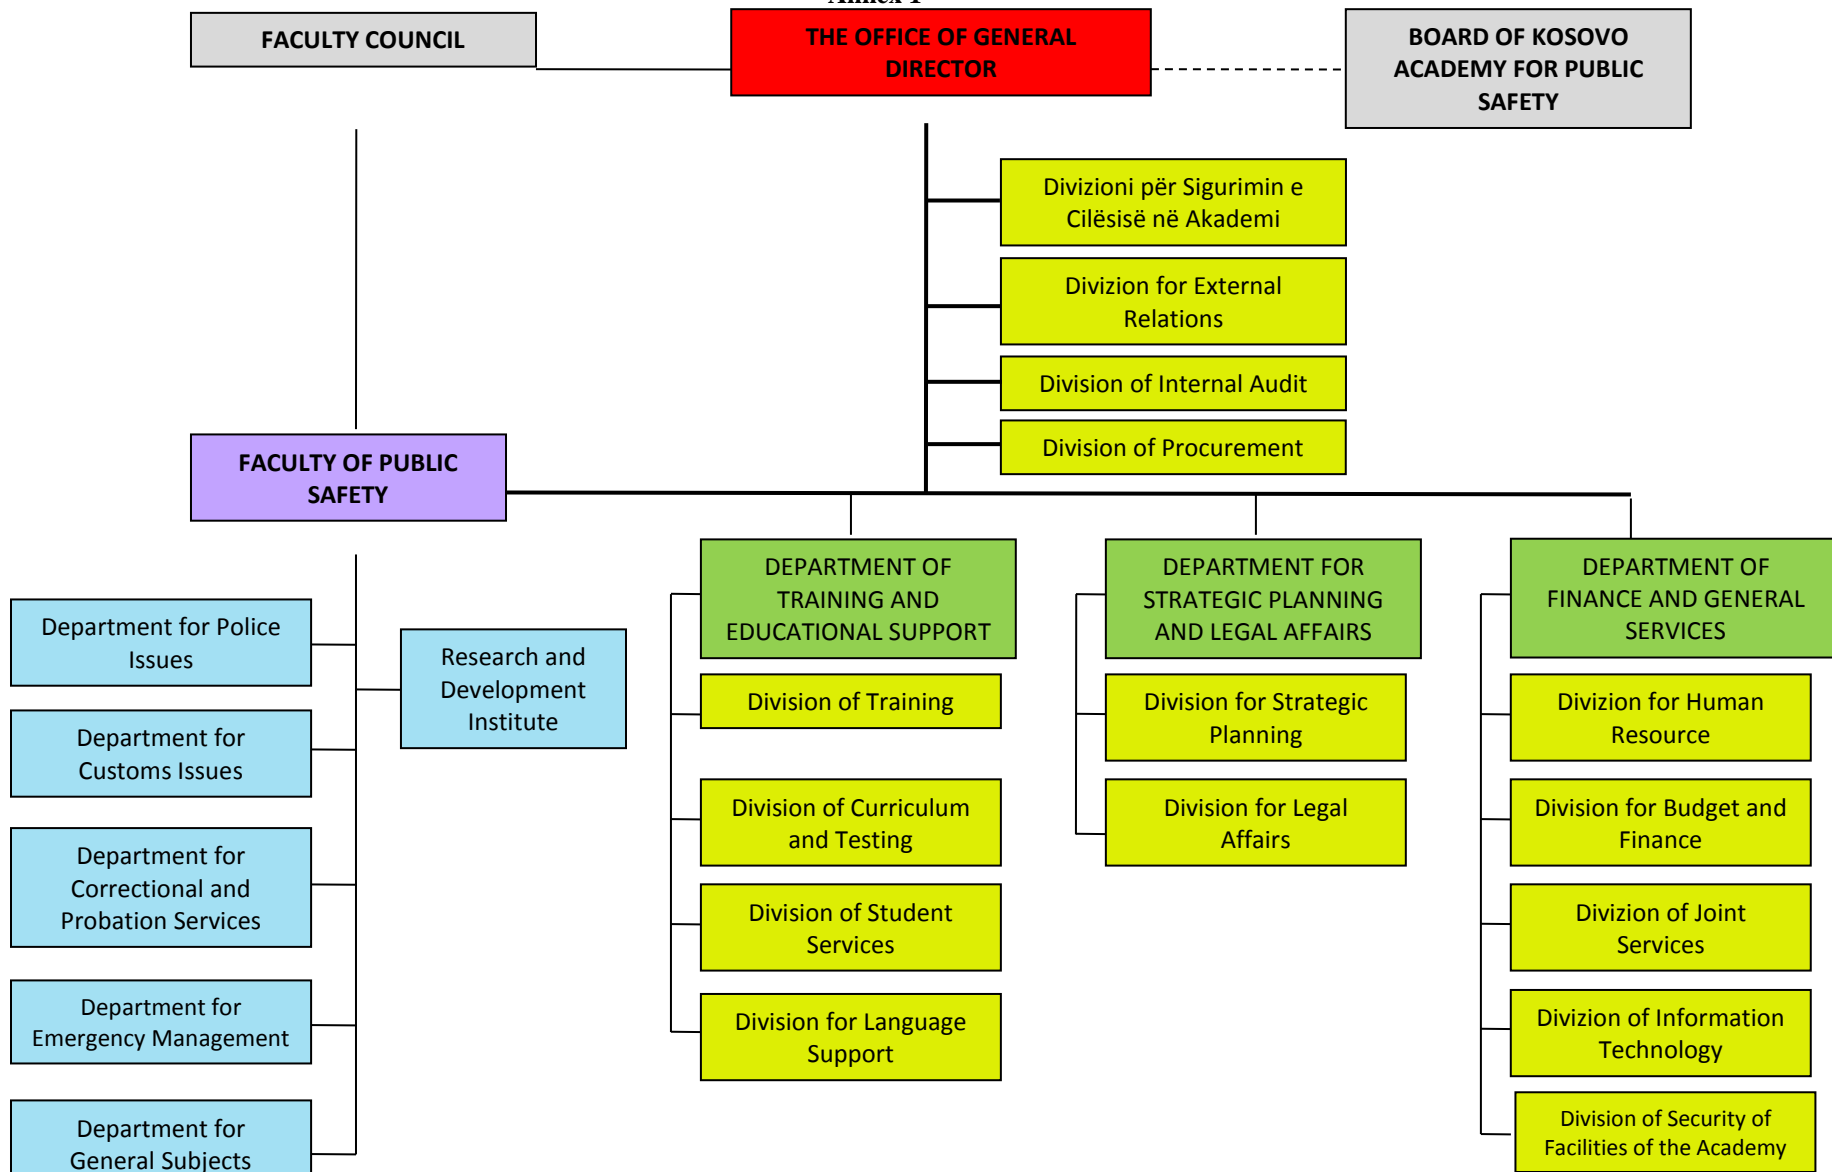 Annex 1
FACULTY COUNCIL
THE OFFICE OF GENERAL
DIRECTOR
BOARD OF KOSOVO
ACADEMY FOR PUBLIC
SAFETY
Divizioni për Sigurimin e
Cilësisë në Akademi
Divizion for External
Relations
Division of Internal Audit
Division of Procurement
FACULTY OF PUBLIC
SAFETY
Department for Police
Issues
Department for
Customs Issues
Department for
Correctional and
Probation Services
Department for
Emergency Management
Department for
General Subjects
Research and
Development
Institute
DEPARTMENT OF
TRAINING AND
EDUCATIONAL SUPPORT
Division of Training
Division of Curriculum
and Testing
Division of Student
Services
Division for Language
Support
DEPARTMENT FOR
STRATEGIC PLANNING
AND LEGAL AFFAIRS
Division for Strategic
Planning
Division for Legal
Affairs
DEPARTMENT OF
FINANCE AND GENERAL
SERVICES
Divizion for Human
Resource
Division for Budget and
Finance
Divizion of Joint
Services
Divizion of Information
Technology
Division of Security of
Facilities of the Academy